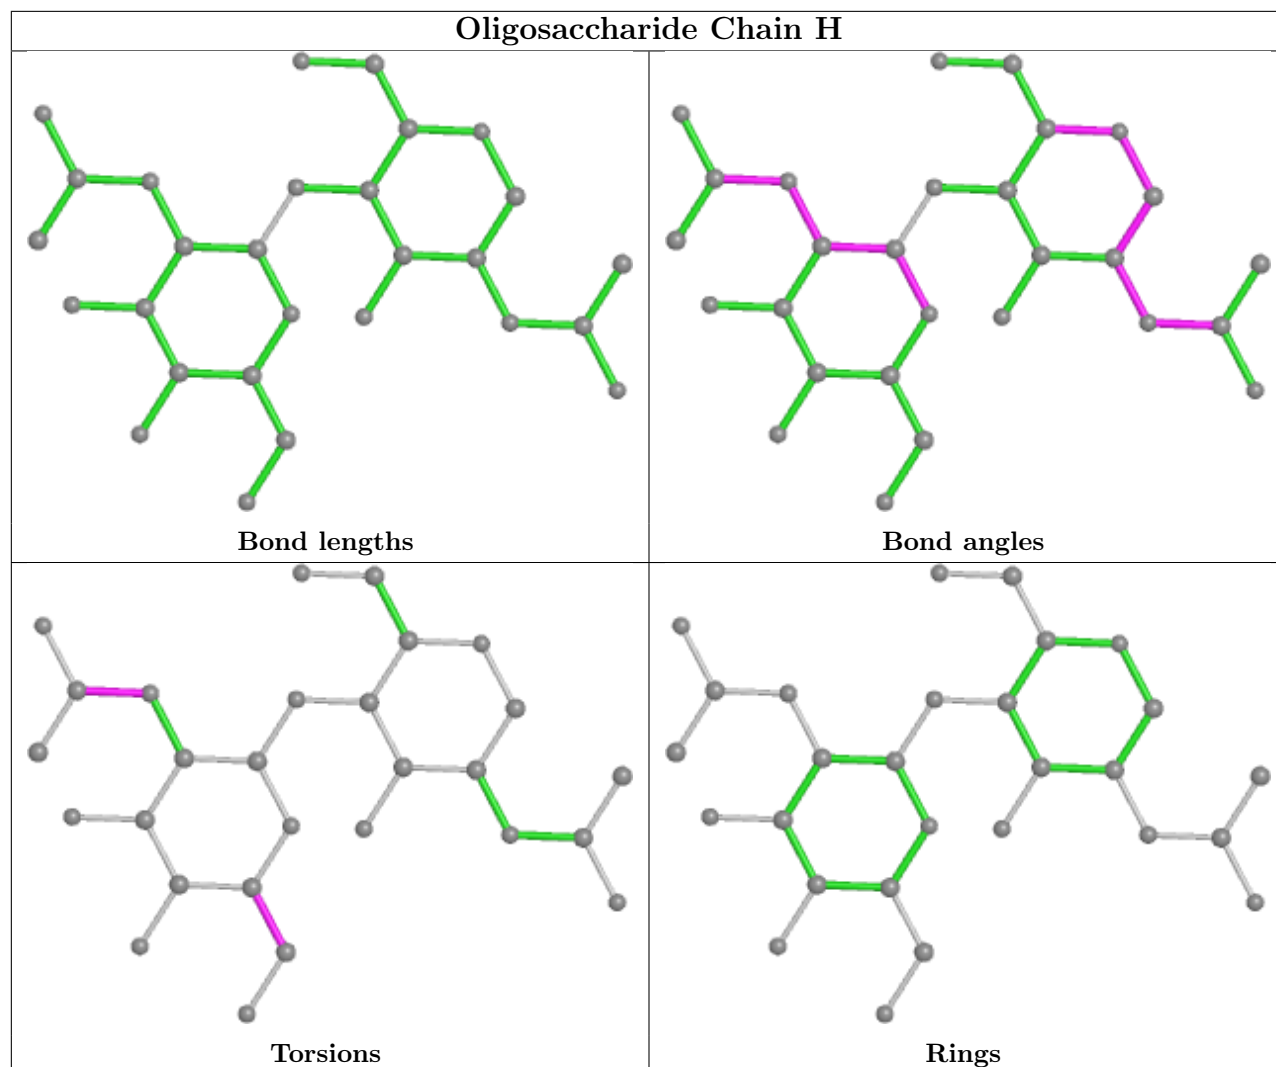 Oligosaccharide Chain H
Bond lengths
Bond angles
Torsions
Rings